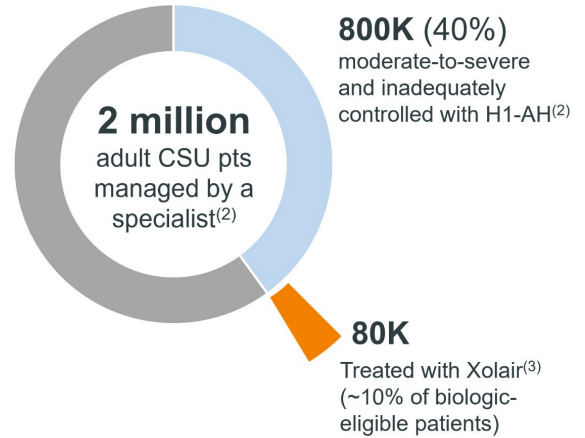 2 million
adult CSU pts
managed by a
specialist(2)
800K (40%)
moderate-to-severe
and inadequately
controlled with H1-AH(2)
80K
Treated with Xolair(3)
(~10% of biologic-
eligible patients)